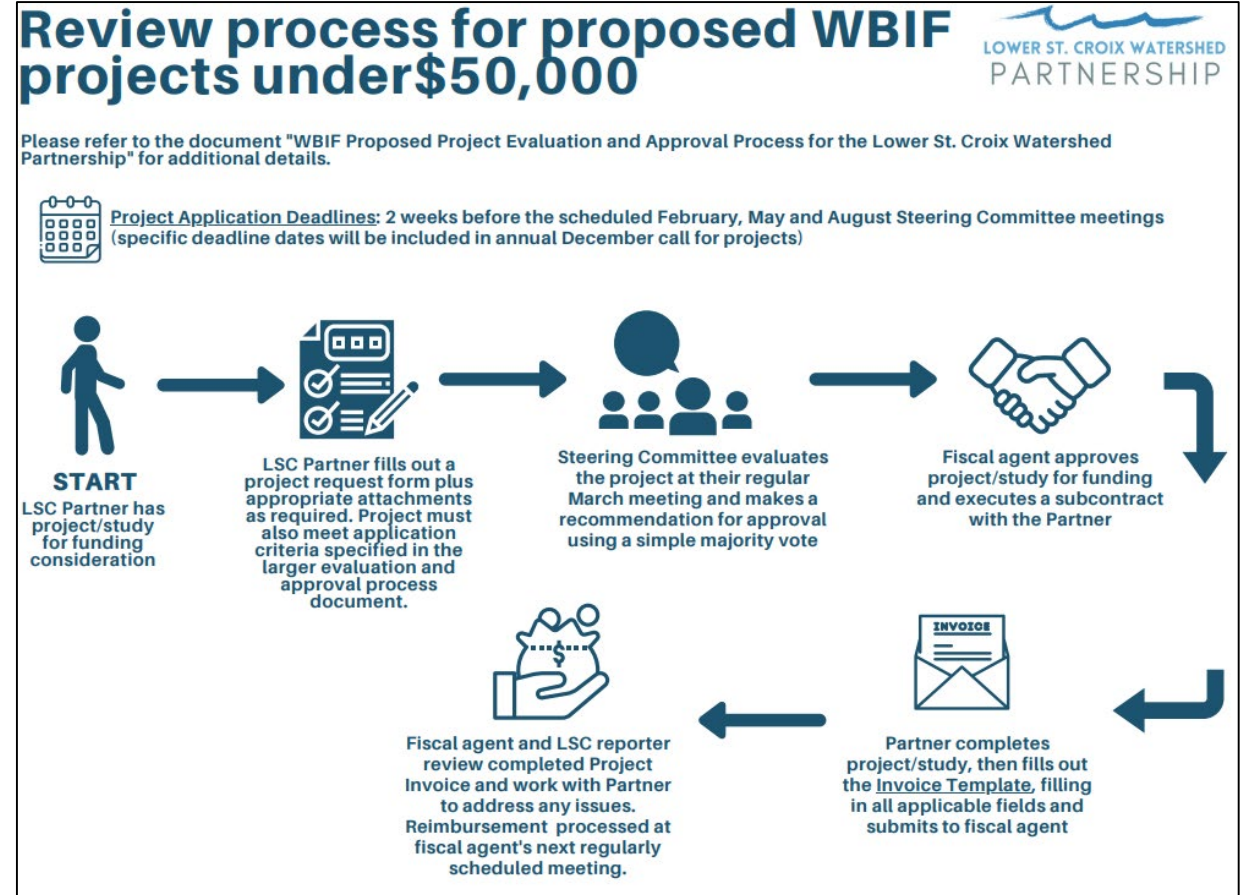 Review process for proposed WBIF
projects under$50,000
LOWER ST. CROIX WATERSHED
PARTNERSHIP
Please refer to the document "WBIF Proposed Project Evaluation and Approval Process for the Lower St. Croix Watershed
Partnership" for additional details.
Project Application Deadlines: 2 weeks before the scheduled February, May and August Steering Committee meetings
(specific deadline dates will be included in annual December call for projects)
START
LSC Partner has
project/study
for funding
consideration
LSC Partner fills out a
project request form plus
appropriate attachments
as required. Project must
also meet application
criteria specified in the
larger evaluation and
approval process
document.
Steering Committee evaluates
the project at their regular
March meeting and makes a
recommendation for approval
using a simple majority vote
Fiscal agent approves
project/study for funding
and executes a subcontract
with the Partner
INVOICE
Partner completes
project/study, then fills out
the Invoice Template, filling
in all applicable fields and
submits to fiscal agent
$
Fiscal agent and LSC reporter
review completed Project
Invoice and work with Partner
to address any issues.
Reimbursement processed at
fiscal agent's next regularly
scheduled meeting.